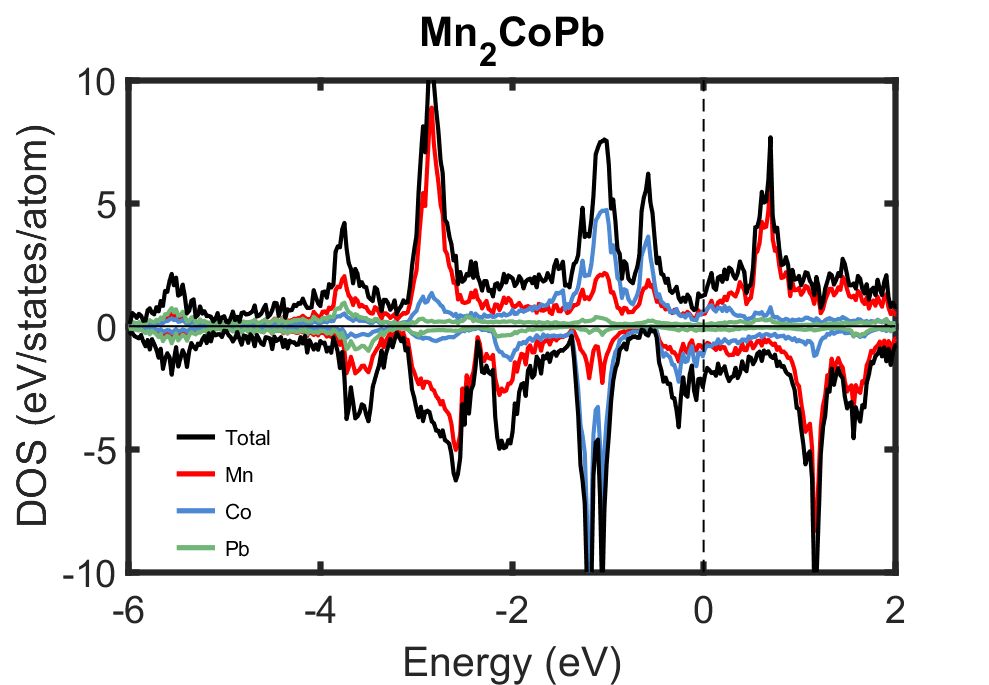 Mn₂CoPb
DOS (eV/states/atom)
10
5
0
-5
-10
Total
Mn
Co
Pb
-6 -4 -2 0 2
Energy (eV)